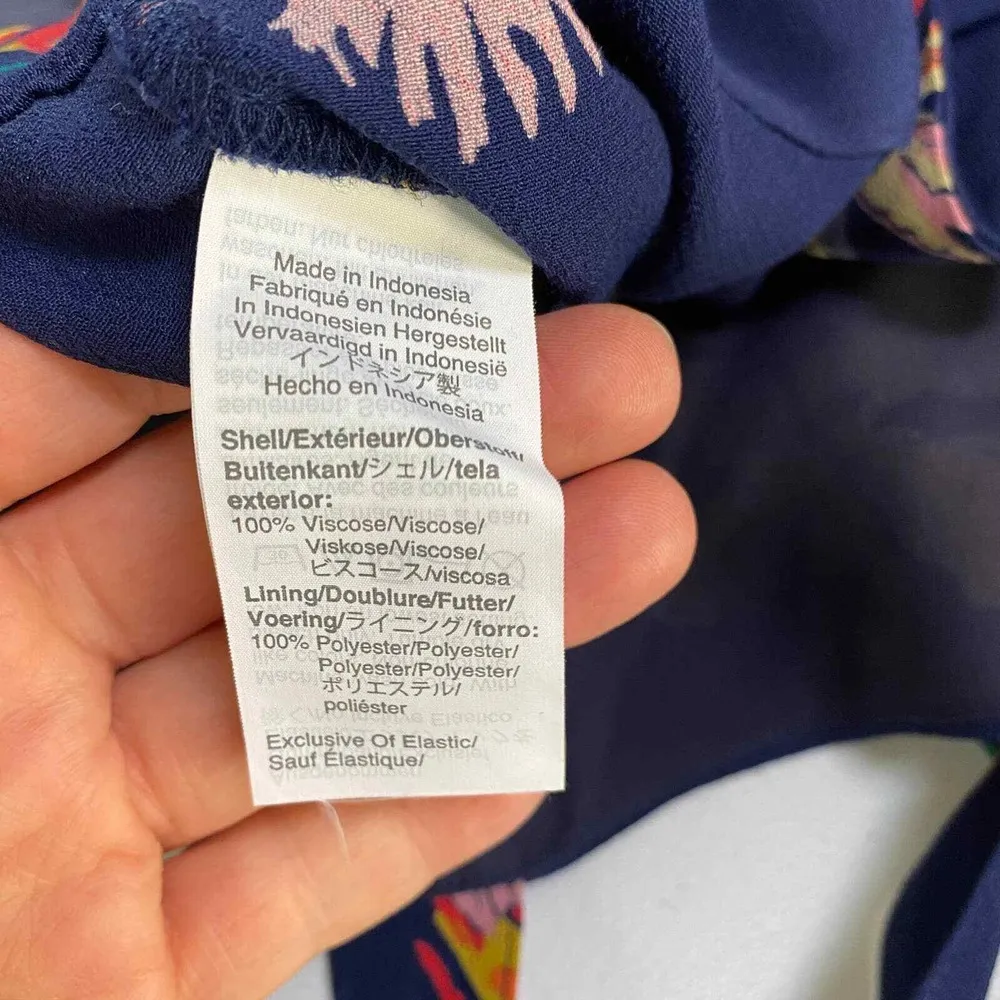 Made in Indonesia
Fabriqué en Indonésie
In Indonesien Hergestellt
Vervaardigd in Indonesië
インドネシア製
Hecho en Indonesia
Shell/Extérieur/Oberstoff/
Buitenkant/シェル/tela
exterior:
100% Viscose/Viscose/
Viskose/Viscose/
ビスコース/viscosa
Lining/Doublure/Futter/
Voering/ライニング/forro:
100% Polyester/Polyester/
Polyester/Polyester/
ポリエステル/
poliéster
Exclusive Of Elastic/
Sauf Élastique/